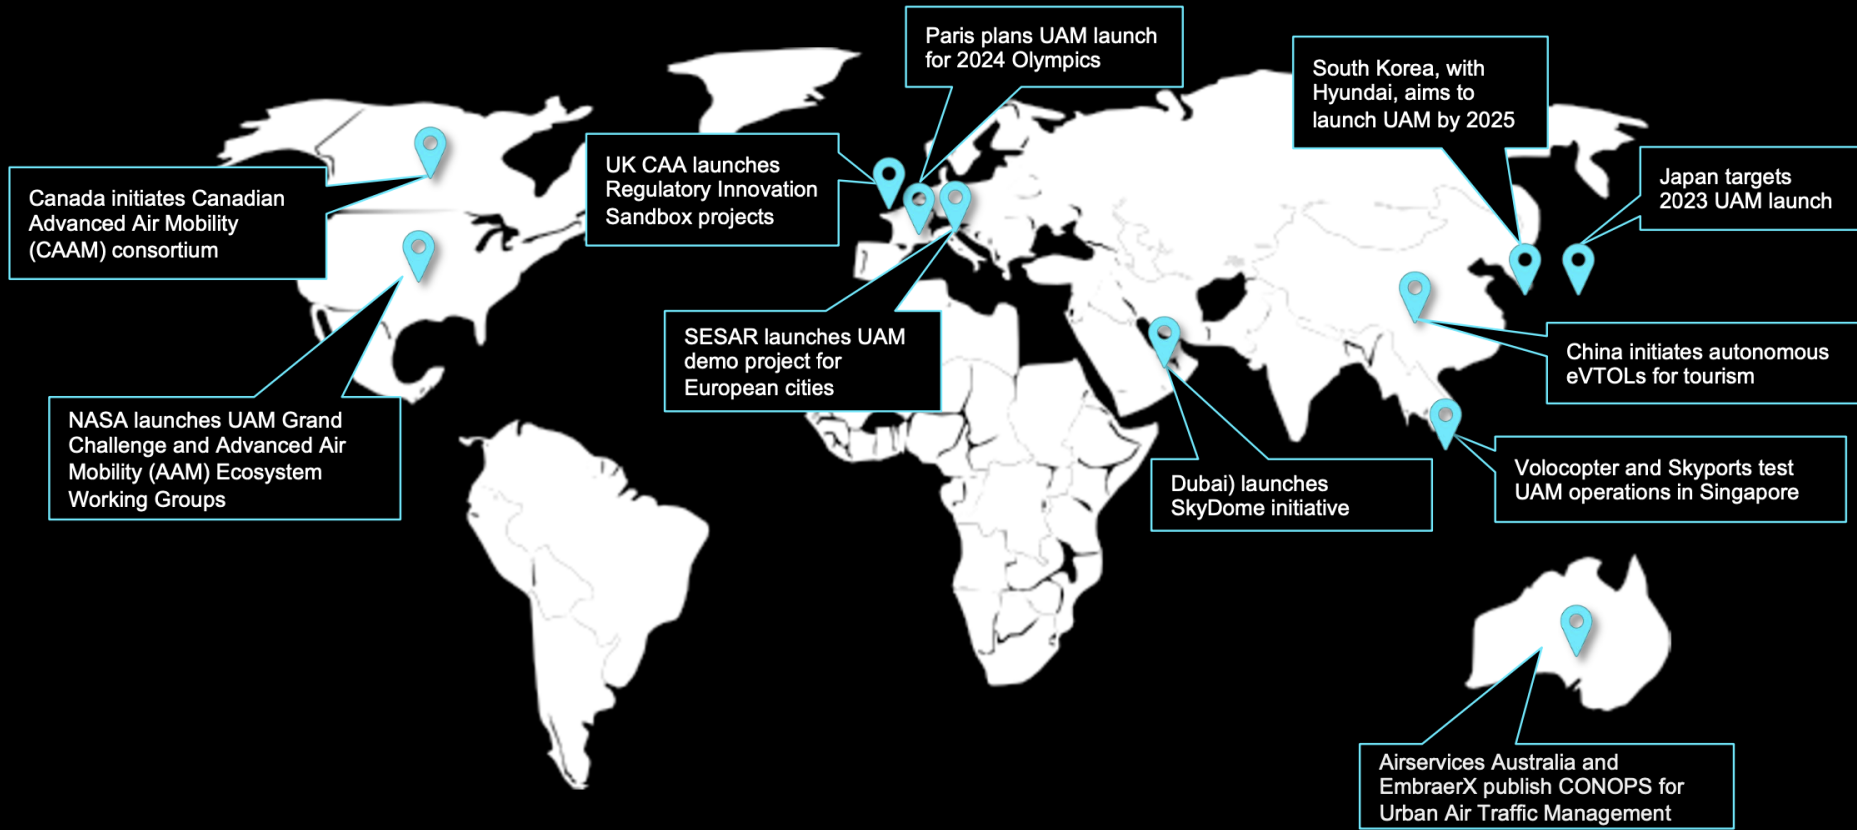 Paris plans UAM launch
for 2024 Olympics
South Korea, with
Hyundai, aims to
launch UAM by 2025
UK CAA launches
Regulatory Innovation
Sandbox projects
Japan targets
2023 UAM launch
Canada initiates Canadian
Advanced Air Mobility
(CAAM) consortium
SESAR launches UAM
demo project for
European cities
China initiates autonomous
eVTOLs for tourism
NASA launches UAM Grand
Challenge and Advanced Air
Mobility (AAM) Ecosystem
Working Groups
Dubai) launches
SkyDome initiative
Volocopter and Skyports test
UAM operations in Singapore
Airservices Australia and
EmbraerX publish CONOPS for
Urban Air Traffic Management